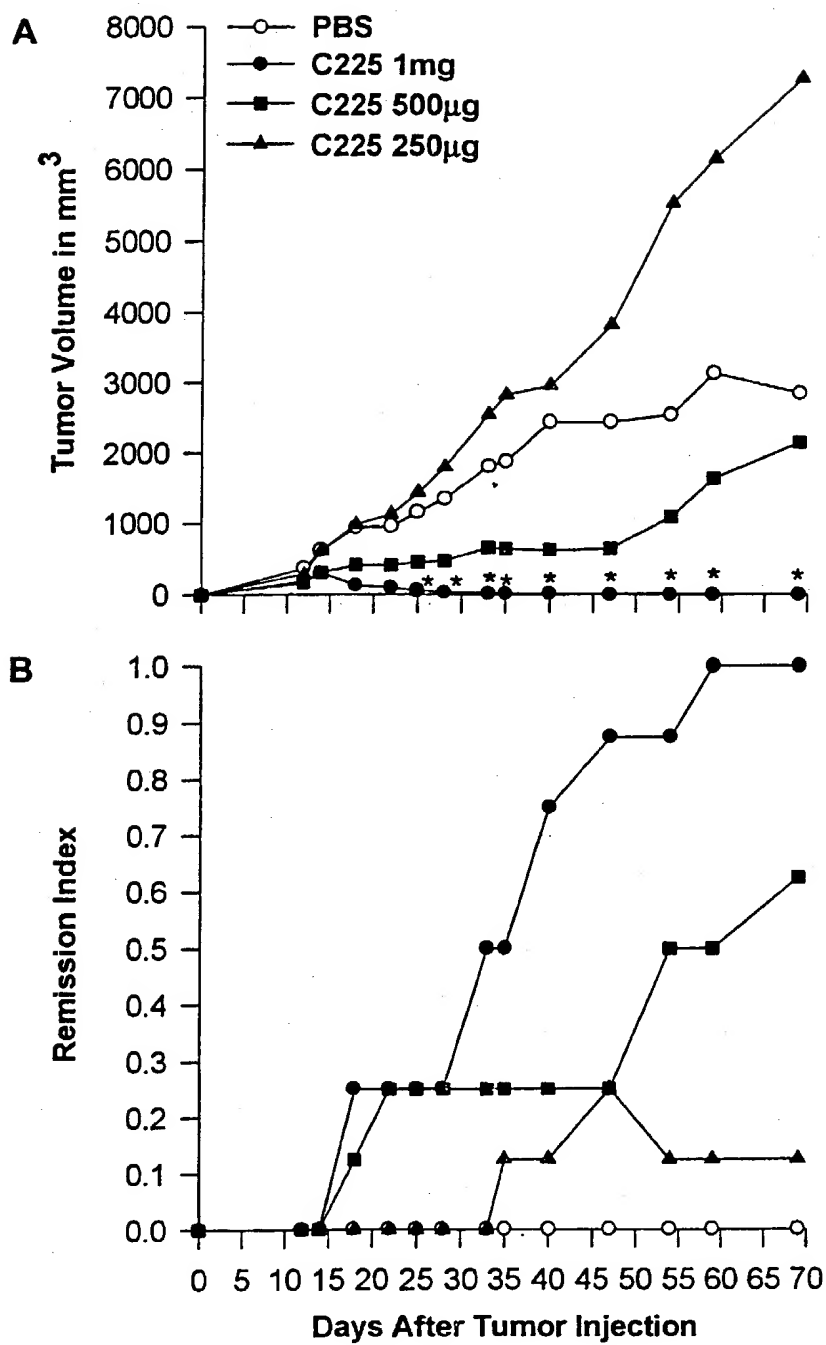 A
8000
7000
6000
5000
4000
3000
2000
1000
0
Tumor Volume in mm³
PBS
C225 1mg
C225 500μg
C225 250μg
* * * * * * * * *
B
1.0
0.9
0.8
0.7
0.6
0.5
0.4
0.3
0.2
0.1
0.0
Remission Index
0 5 10 15 20 25 30 35 40 45 50 55 60 65 70
Days After Tumor Injection